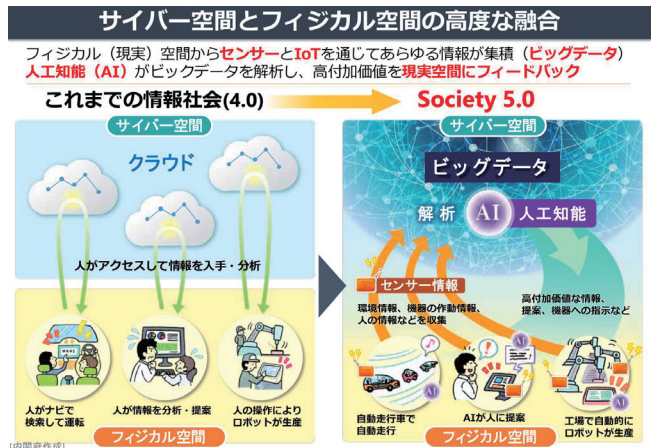 サイバー空間とフィジカル空間の高度な融合
フィジカル（現実）空間からセンサーとIoTを通じてあらゆる情報が集積（ビッグデータ）
人工知能（AI）がビックデータを解析し、高付加価値を現実空間にフィードバック
これまでの情報社会(4.0)
サイバー空間
クラウド
人がアクセスして情報を入手・分析
人がナビで
検索して運転
人が情報を分析・提案
人の操作により
ロボットが生産
フィジカル空間
Society 5.0
サイバー空間
ビッグデータ
解析 AI 人工知能
センサー情報
環境情報、機器の作動情報、
人の情報などを収集
高付加価値な情報、
提案、機器への指示など
AI
自動走行車で
自動走行
AI
AIが人に提案
AI
工場で自動的に
ロボットが生産
フィジカル空間
[内閣府作成]